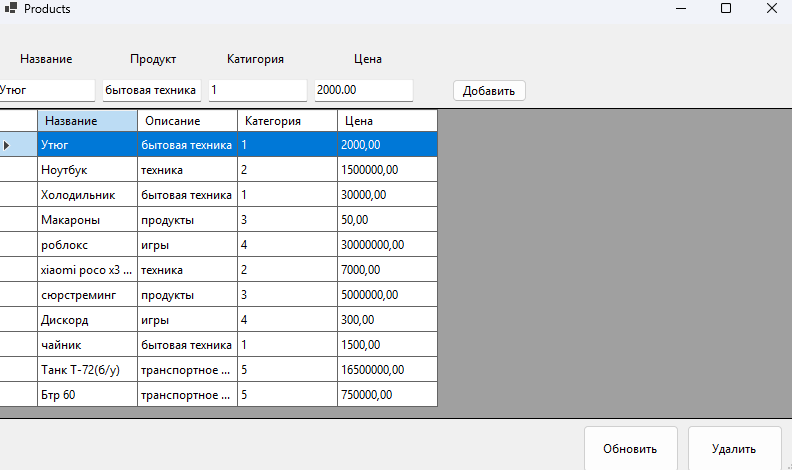 Products
Название Продукт Катигория Цена
Утюг бытовая техника 1 2000.00 Добавить
Название Описание Категория Цена
Утюг бытовая техника 1 2000,00
Ноутбук техника 2 1500000,00
Холодильник бытовая техника 1 30000,00
Макароны продукты 3 50,00
роблокс игры 4 30000000,00
xiaomi poco x3 ... техника 2 7000,00
сюрстреминг продукты 3 5000000,00
Дискорд игры 4 300,00
чайник бытовая техника 1 1500,00
Танк Т-72(б/у) транспортное ... 5 16500000,00
Бтр 60 транспортное ... 5 750000,00
Обновить Удалить